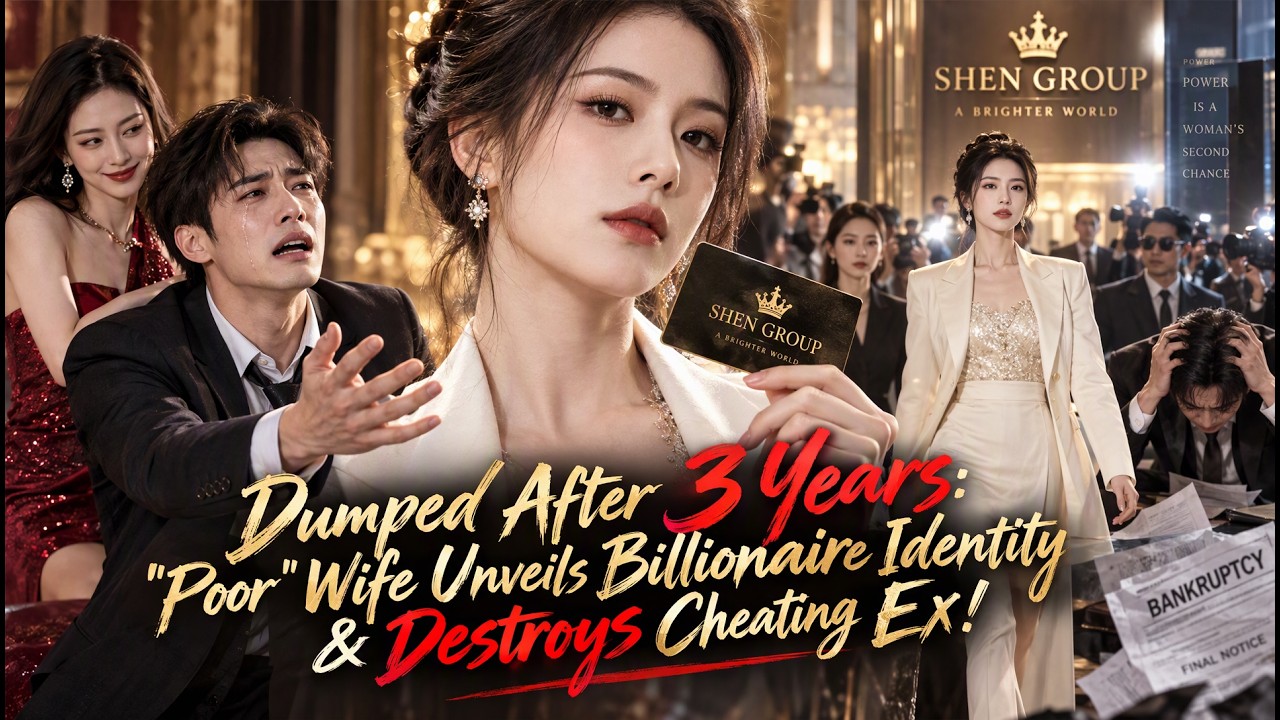 SHEN GROUP
A BRIGHTER WORLD
POWER
POWER
IS A
WOMAN'S
SECOND
CHANCE
SHEN GROUP
A BRIGHTER WORLD
Dumped After 3 Years:
"Poor" Wife Unveils Billionaire Identity
& Destroys Cheating Ex!
BANKRUPTCY
FINAL NOTICE